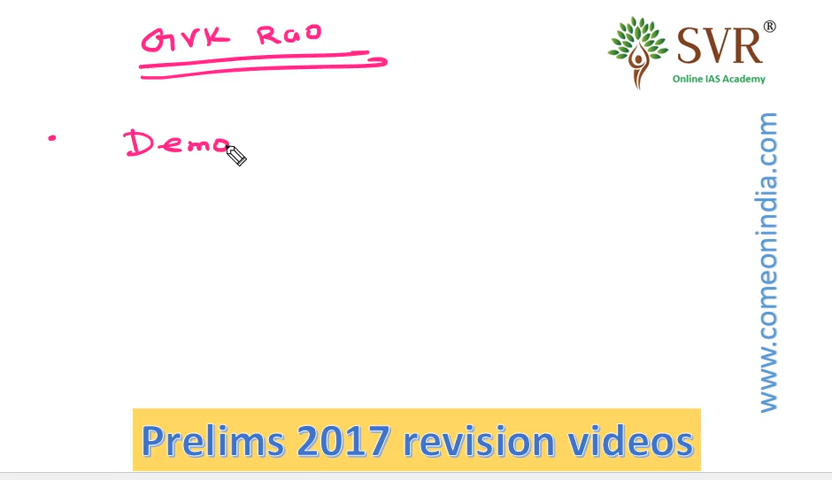 GVK Rao
SVR®
Online IAS Academy
• Demo
www.comeonindia.com
Prelims 2017 revision videos